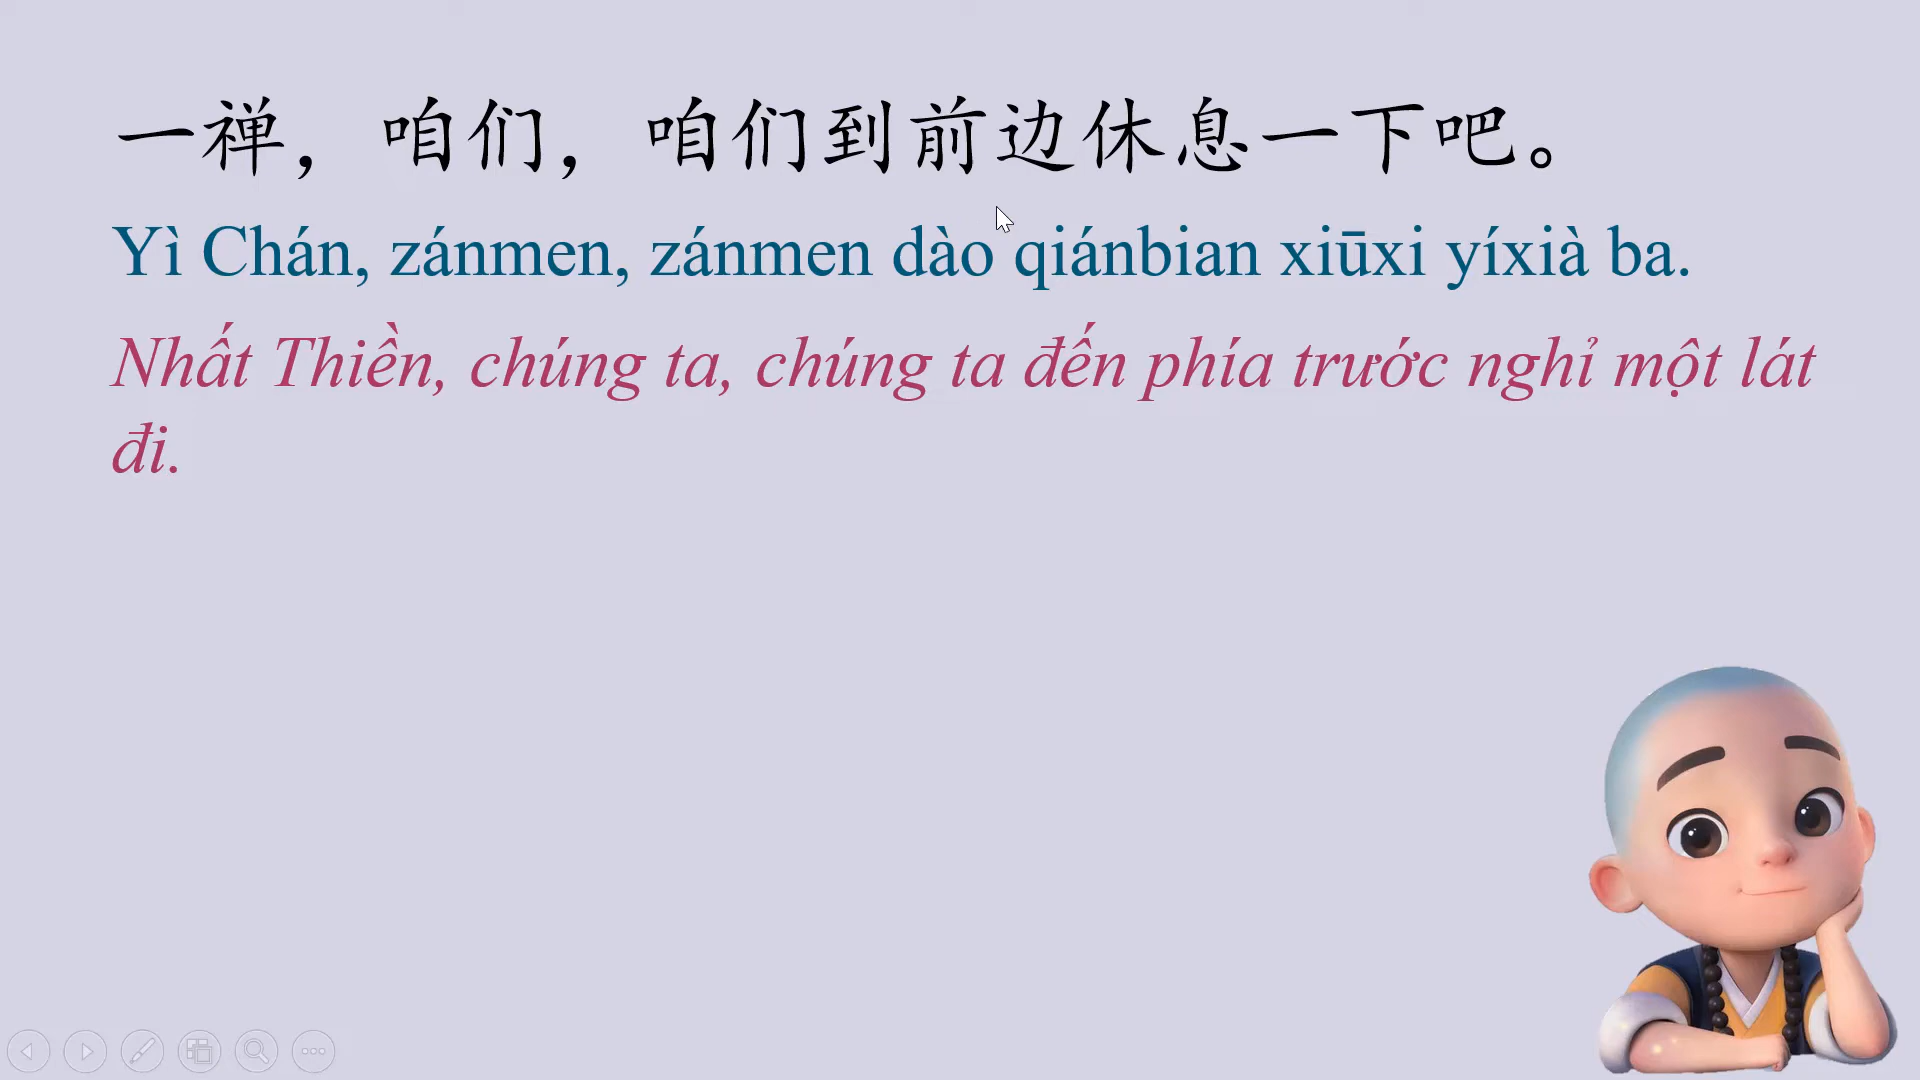 一禅，咱们，咱们到前边休息一下吧。
Yì Chán, zánmen, zánmen dào qiánbian xiūxi yíxià ba.
Nhất Thiền, chúng ta, chúng ta đến phía trước nghỉ một lát
đi.